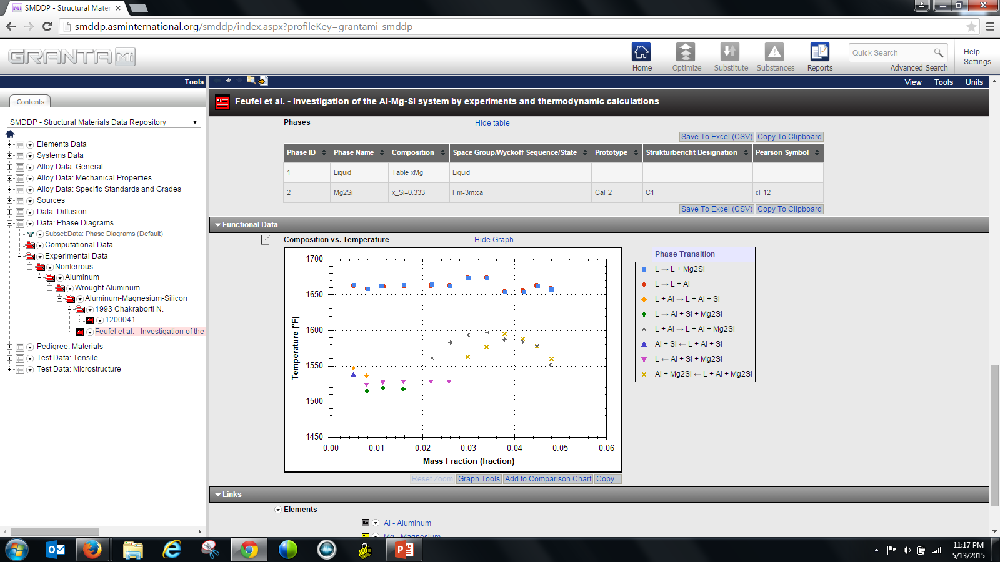 SMDDP - Structural Mater
smddp.asminternational.org/smddp/index.aspx?profileKey=grantami_smddp
GRANTA Mi
Home
Optimize
Substitute
Substances
Reports
Quick Search
Advanced Search
Help
Settings
Tools
View Tools Units
Contents
SMDDP - Structural Materials Data Repository
Elements Data
Systems Data
Alloy Data: General
Alloy Data: Mechanical Properties
Alloy Data: Specific Standards and Grades
Sources
Data: Diffusion
Data: Phase Diagrams
Subset:Data: Phase Diagrams (Default)
Computational Data
Experimental Data
Nonferrous
Aluminum
Wrought Aluminum
Aluminum-Magnesium-Silicon
1993 Chakraborti N.
1200041
Feufel et al. - Investigation of the
Pedigree: Materials
Test Data: Tensile
Test Data: Microstructure
Feufel et al. - Investigation of the Al-Mg-Si system by experiments and thermodynamic calculations
Phases Hide table
Save To Excel (CSV) Copy To Clipboard
Phase ID Phase Name Composition Space Group/Wyckoff Sequence/State Prototype Strukturbericht Designation Pearson Symbol
1 Liquid Table xMg Liquid
2 Mg2Si x_Si=0.333 Fm-3m:ca CaF2 C1 cF12
Save To Excel (CSV) Copy To Clipboard
Functional Data
Composition vs. Temperature Hide Graph
1700
1650
1600
1550
1500
1450
Temperature (°F)
0.00 0.01 0.02 0.03 0.04 0.05 0.06
Mass Fraction (fraction)
Phase Transition
L → L + Mg2Si
L → L + Al
L + Al → L + Al + Si
L → Al + Si + Mg2Si
L + Al → L + Al + Mg2Si
Al + Si ← L + Al + Si
L ← Al + Si + Mg2Si
Al + Mg2Si ← L + Al + Mg2Si
Reset Zoom Graph Tools Add to Comparison Chart Copy...
Links
Elements
Al - Aluminum
Mg - Magnesium
11:17 PM
5/13/2015